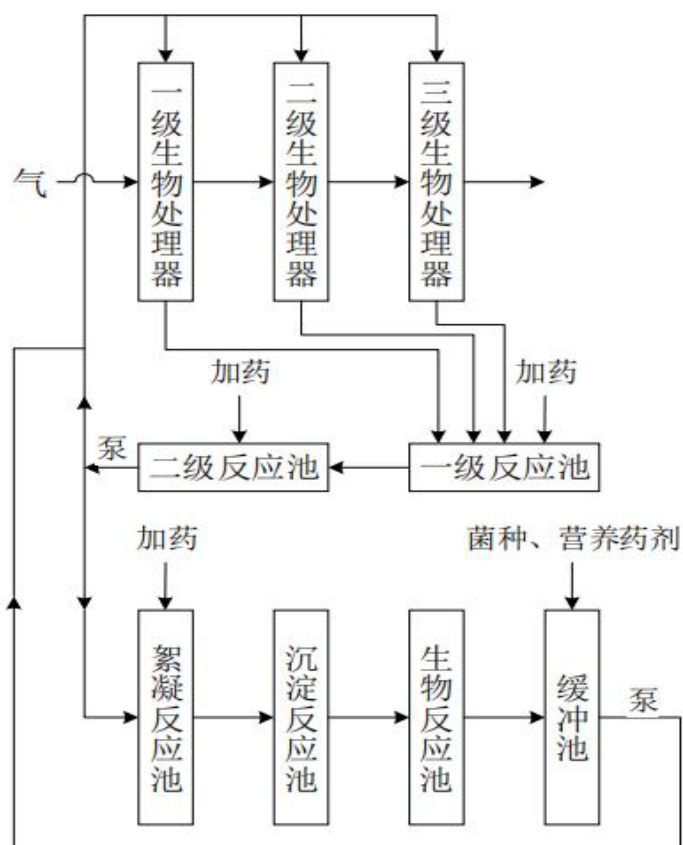 一级生物处理器
二级生物处理器
三级生物处理器
气
加药
加药
泵
二级反应池
一级反应池
加药
菌种、营养药剂
絮凝反应池
沉淀反应池
生物反应池
缓冲池
泵